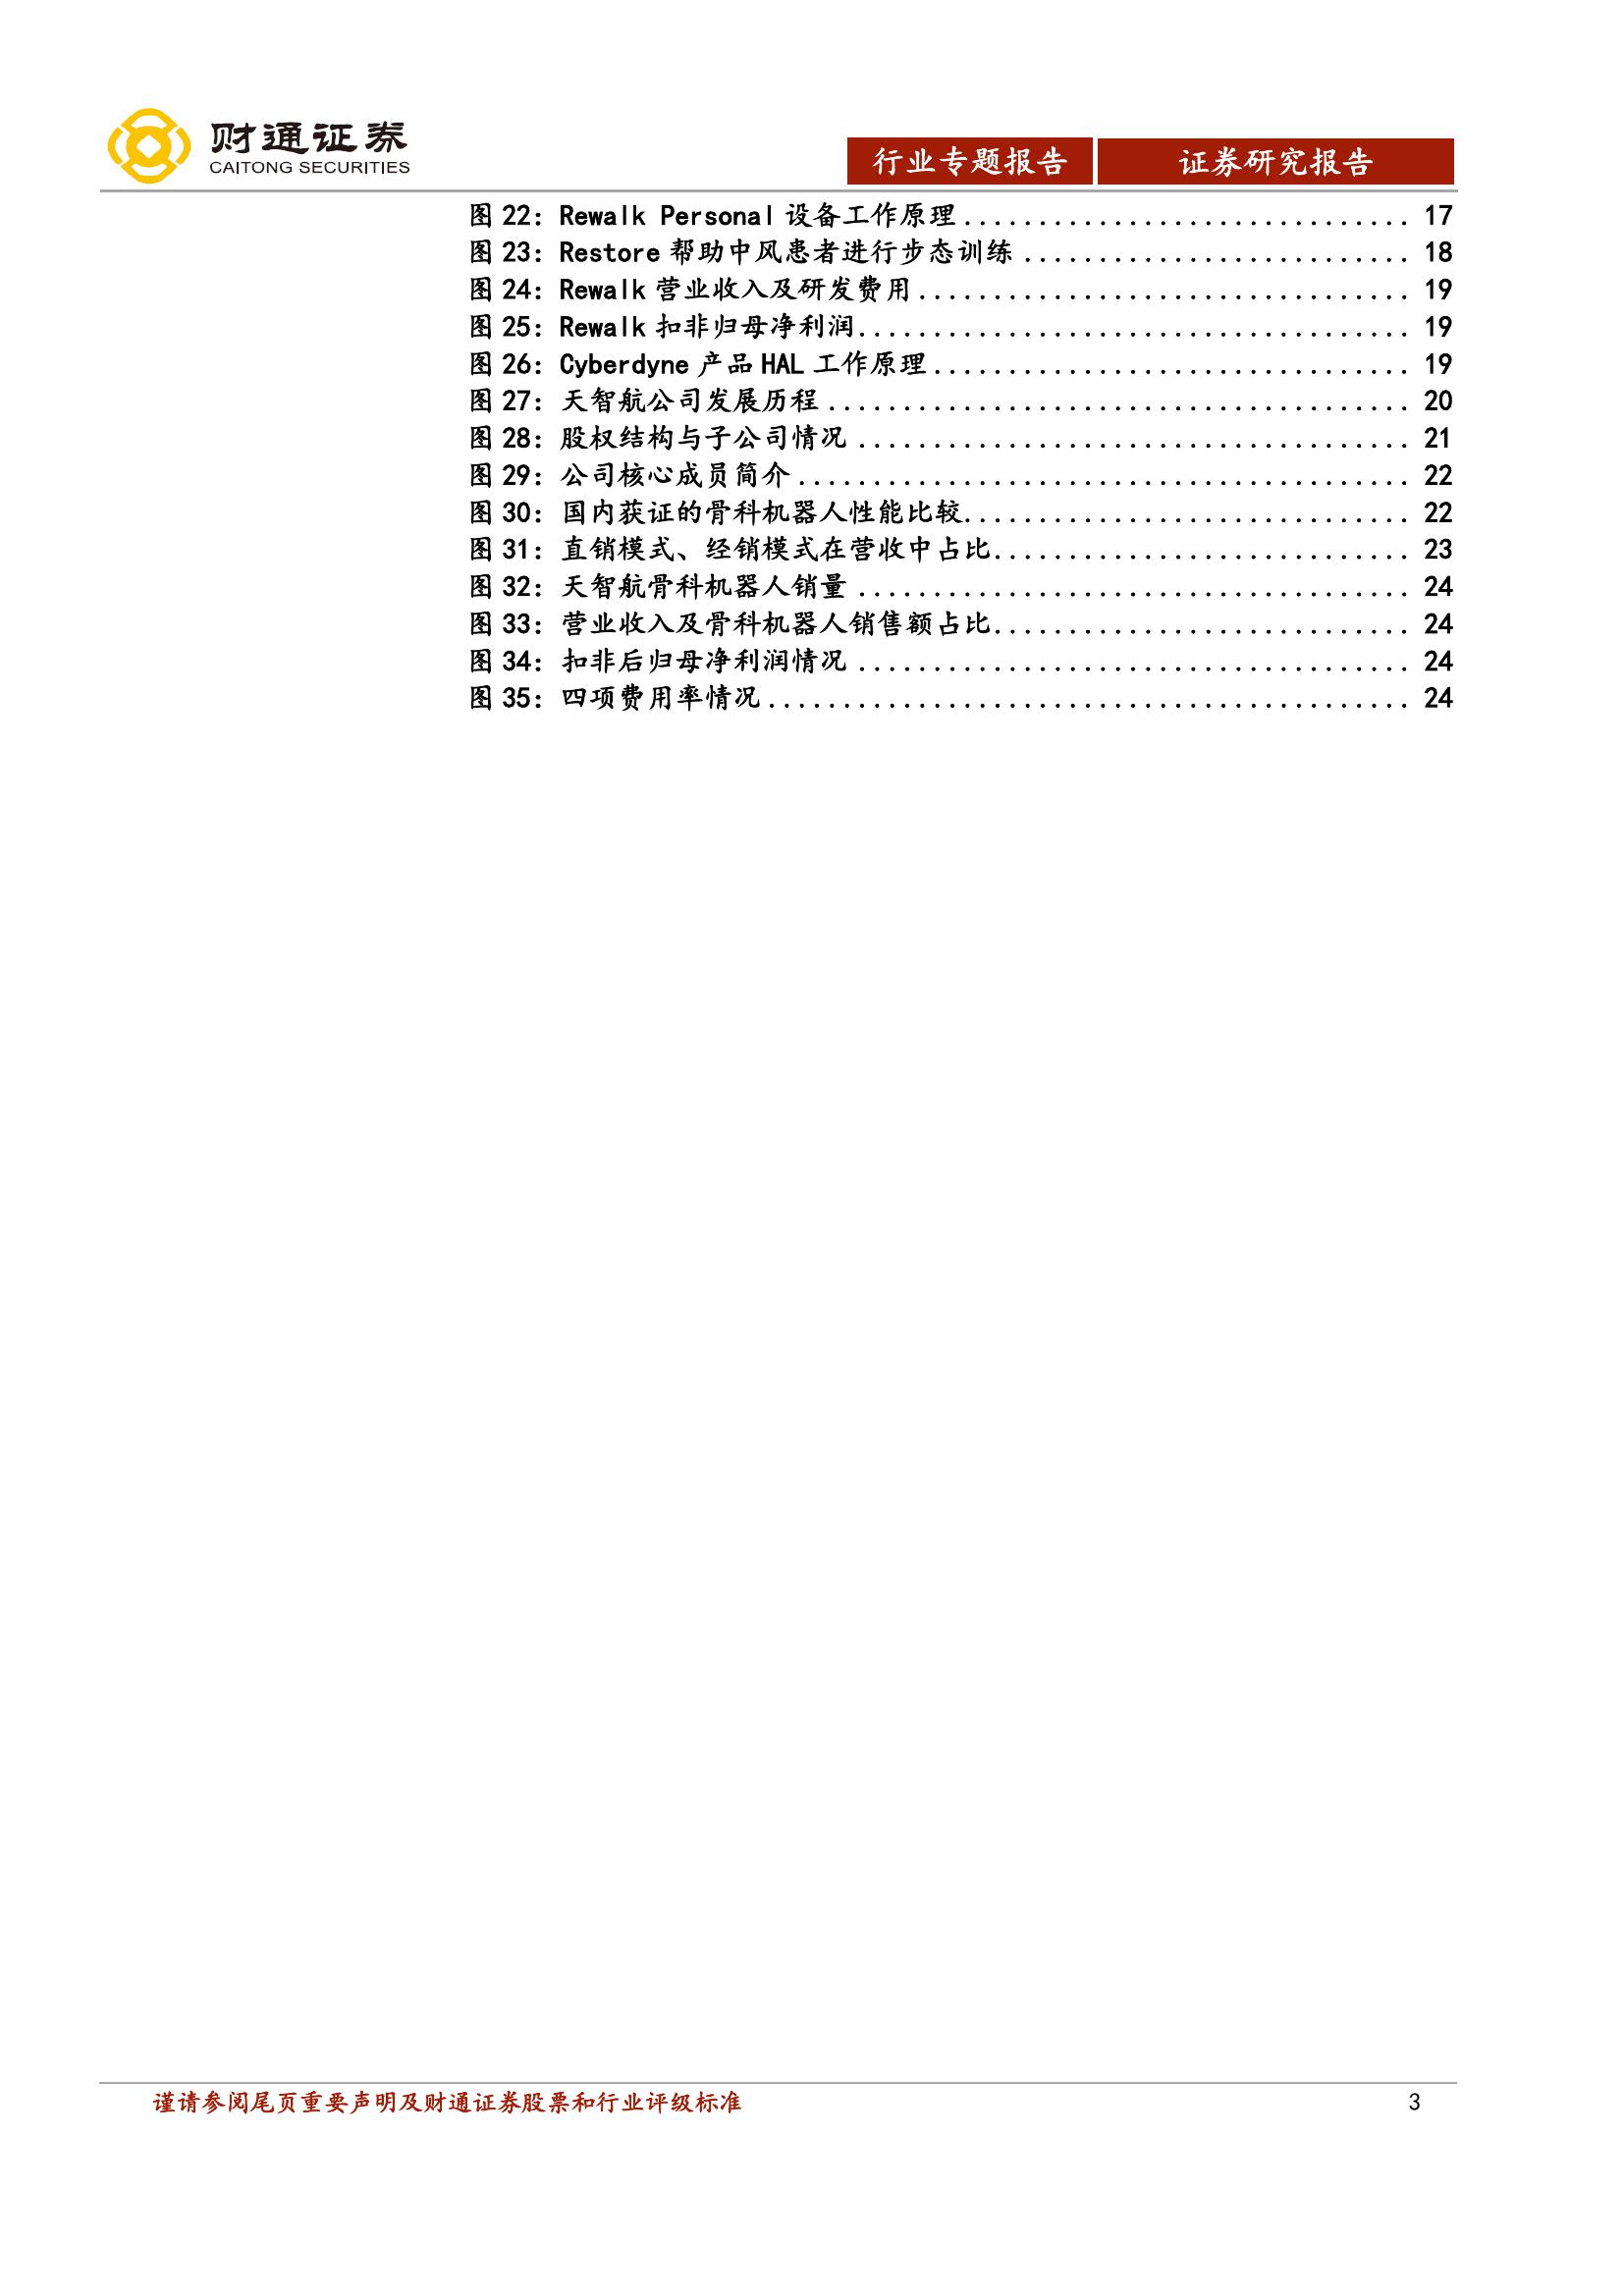 财通证券
CAITONG SECURITIES
行业专题报告 证券研究报告
图 22：Rewalk Personal 设备工作原理.............................. 17
图 23：Restore 帮助中风患者进行步态训练.......................... 18
图 24：Rewalk 营业收入及研发费用................................. 19
图 25：Rewalk 扣非归母净利润..................................... 19
图 26：Cyberdyne 产品 HAL 工作原理................................ 19
图 27：天智航公司发展历程....................................... 20
图 28：股权结构与子公司情况..................................... 21
图 29：公司核心成员简介......................................... 22
图 30：国内获证的骨科机器人性能比较.............................. 22
图 31：直销模式、经销模式在营收中占比............................ 23
图 32：天智航骨科机器人销量..................................... 24
图 33：营业收入及骨科机器人销售额占比............................ 24
图 34：扣非后归母净利润情况..................................... 24
图 35：四项费用率情况........................................... 24
谨请参阅尾页重要声明及财通证券股票和行业评级标准 3